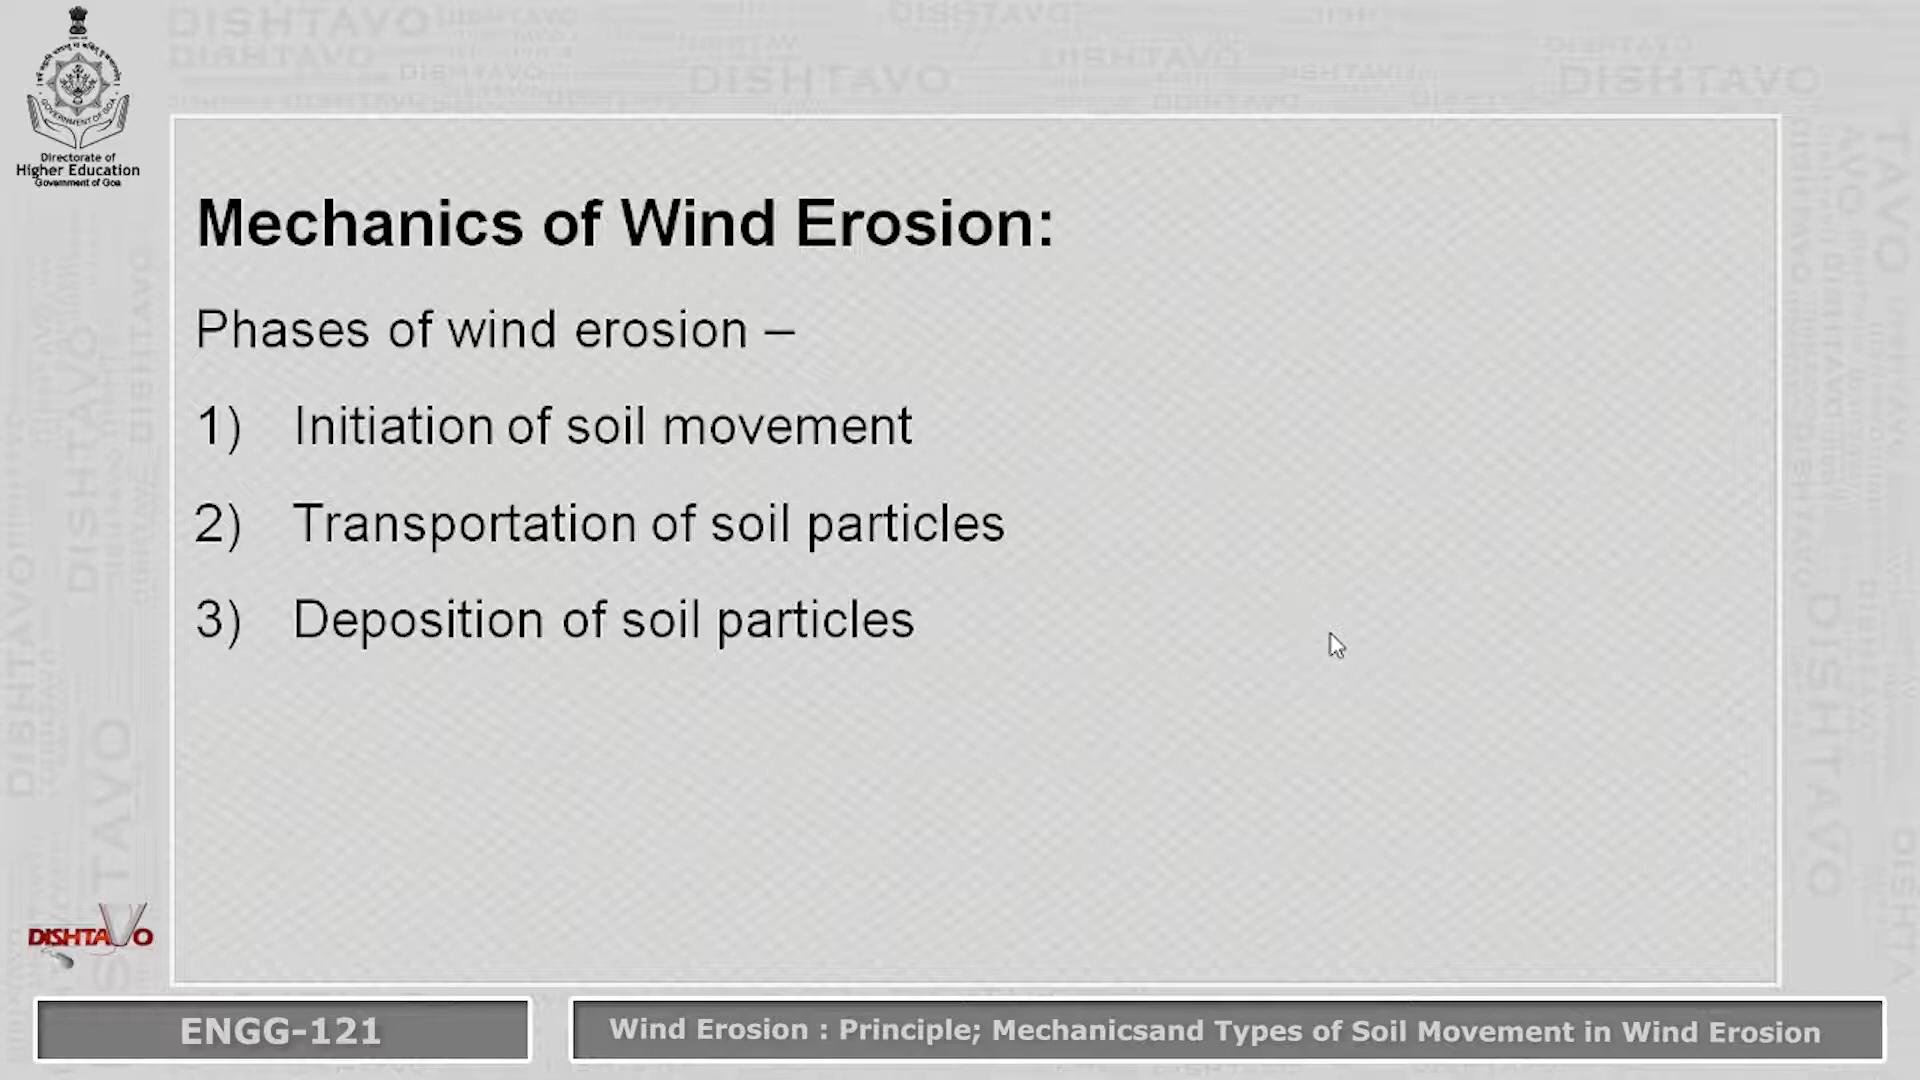 Directorate of
Higher Education
Government of Goa
Mechanics of Wind Erosion:
Phases of wind erosion –
1) Initiation of soil movement
2) Transportation of soil particles
3) Deposition of soil particles
DISHTAVO
ENGG-121
Wind Erosion : Principle; Mechanicsand Types of Soil Movement in Wind Erosion